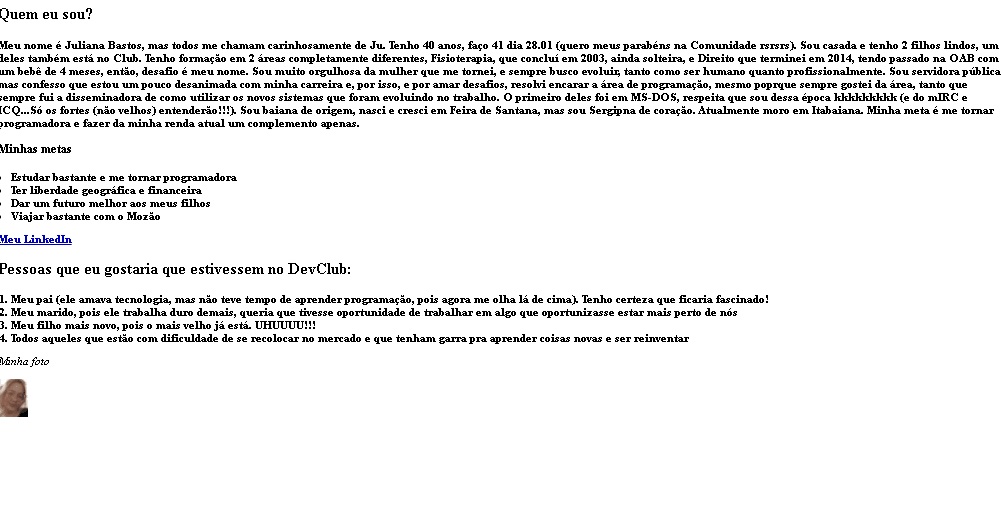 Quem eu sou?
Meu nome é Juliana Bastos, mas todos me chamam carinhosamente de Ju. Tenho 40 anos, faço 41 dia 28.01 (quero meus parabéns na Comunidade rsrsrs). Sou casada e tenho 2 filhos lindos, um
deles também está no Club. Tenho formação em 2 áreas completamente diferentes, Fisioterapia, que concluí em 2003, ainda solteira, e Direito que terminei em 2014, tendo passado na OAB com
um bebê de 4 meses, então, desafio é meu nome. Sou muito orgulhosa da mulher que me tornei, e sempre busco evoluir, tanto como ser humano quanto profissionalmente. Sou servidora pública
mas confesso que estou um pouco desanimada com minha carreira e, por isso, e por amar desafios, resolvi encarar a área de programação, mesmo poprque sempre gostei da área, tanto que
sempre fui a disseminadora de como utilizar os novos sistemas que foram evoluindo no trabalho. O primeiro deles foi em MS-DOS, respeita que sou dessa época kkkkkkkkkk (e do mIRC e
ICQ...Só os fortes (não velhos) entenderão!!!). Sou baiana de origem, nasci e cresci em Feira de Santana, mas sou Sergipna de coração. Atualmente moro em Itabaiana. Minha meta é me tornar
programadora e fazer da minha renda atual um complemento apenas.
Minhas metas
• Estudar bastante e me tornar programadora
• Ter liberdade geográfica e financeira
• Dar um futuro melhor aos meus filhos
• Viajar bastante com o Mozão
Meu LinkedIn
Pessoas que eu gostaria que estivessem no DevClub:
1. Meu pai (ele amava tecnologia, mas não teve tempo de aprender programação, pois agora me olha lá de cima). Tenho certeza que ficaria fascinado!
2. Meu marido, pois ele trabalha duro demais, queria que tivesse oportunidade de trabalhar em algo que oportunizasse estar mais perto de nós
3. Meu filho mais novo, pois o mais velho já está. UHUUUU!!!
4. Todos aqueles que estão com dificuldade de se recolocar no mercado e que tenham garra pra aprender coisas novas e ser reinventar
Minha foto